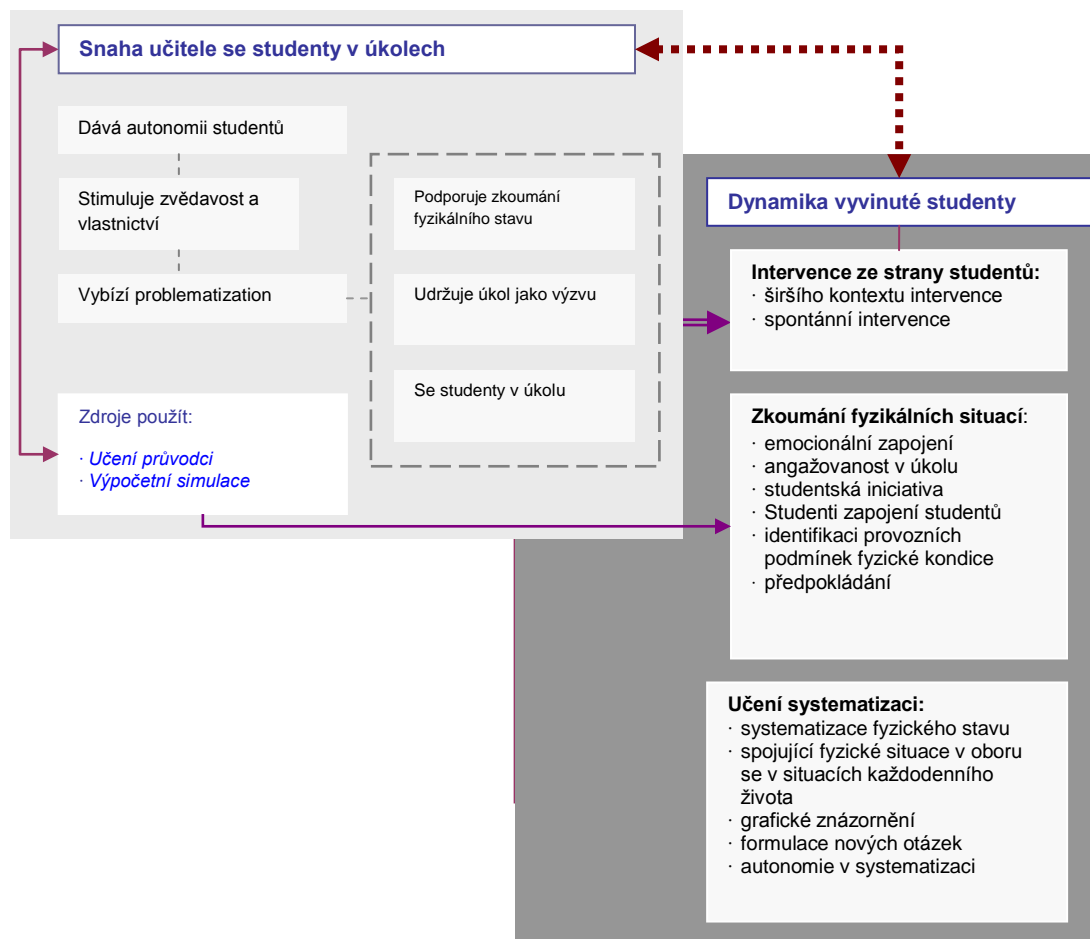 Snaha učitele se studenty v úkolech
Dává autonomii studentů
Stimuluje zvědavost a
vlastnictví
Vybízí problematization
Podporuje zkoumání
fyzikálního stavu
Udržuje úkol jako výzvu
Se studenty v úkolu
Zdroje použít:
· Učení průvodci
· Výpočetní simulace
Dynamika vyvinuté studenty
Intervence ze strany studentů:
· širšího kontextu intervence
· spontánní intervence
Zkoumání fyzikálních situací:
· emocionální zapojení
· angažovanost v úkolu
· studentská iniciativa
· Studenti zapojení studentů
· identifikaci provozních
podmínek fyzické kondice
· předpokládání
Učení systematizaci:
· systematizace fyzického stavu
· spojující fyzické situace v oboru
se v situacích každodenního
života
· grafické znázornění
· formulace nových otázek
· autonomie v systematizaci